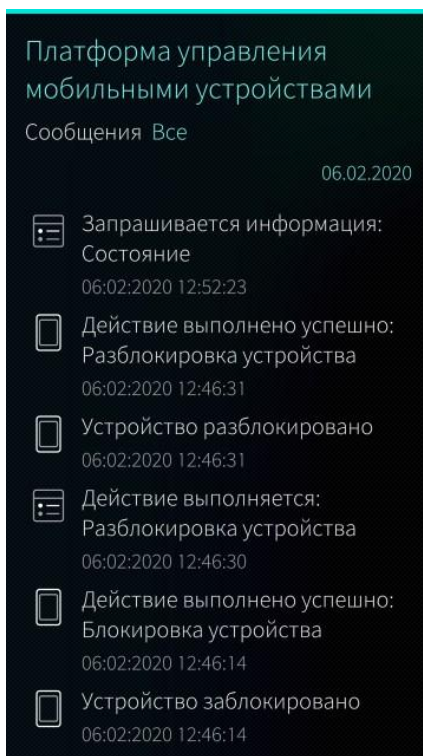 Платформа управления
мобильными устройствами
Сообщения Все
06.02.2020
Запрашивается информация:
Состояние
06:02:2020 12:52:23
Действие выполнено успешно:
Разблокировка устройства
06:02:2020 12:46:31
Устройство разблокировано
06:02:2020 12:46:31
Действие выполняется:
Разблокировка устройства
06:02:2020 12:46:30
Действие выполнено успешно:
Блокировка устройства
06:02:2020 12:46:14
Устройство заблокировано
06:02:2020 12:46:14